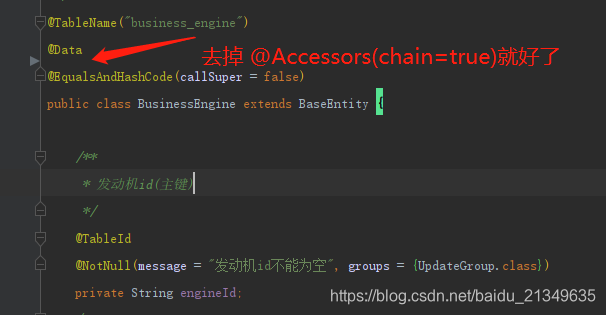 @TableName("business_engine")
@Data
去掉 @Accessors(chain=true)就好了
@EqualsAndHashCode(callSuper = false)
public class BusinessEngine extends BaseEntity {
/**
* 发动机id(主键)
*/
@TableId
@NotNull(message = "发动机id不能为空", groups = {UpdateGroup.class})
private String engineId;
https://blog.csdn.net/baidu_21349635